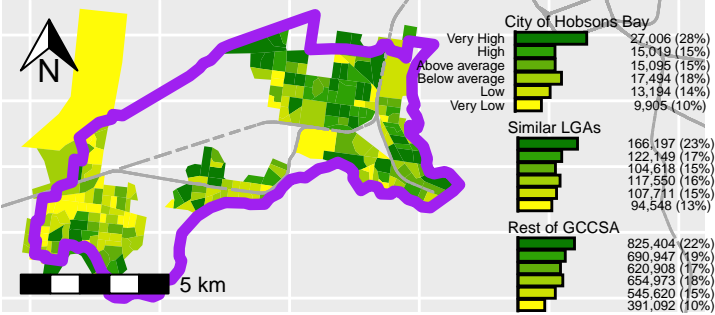 City of Hobsons Bay
Very High 27,006 (28%)
High 15,019 (15%)
Above average 15,095 (15%)
Below average 17,494 (18%)
Low 13,194 (14%)
Very Low 9,905 (10%)
Similar LGAs
166,197 (23%)
122,149 (17%)
104,618 (15%)
117,550 (16%)
107,711 (15%)
94,548 (13%)
Rest of GCCSA
825,404 (22%)
690,947 (19%)
620,908 (17%)
654,973 (18%)
545,620 (15%)
391,092 (10%)
N
5 km